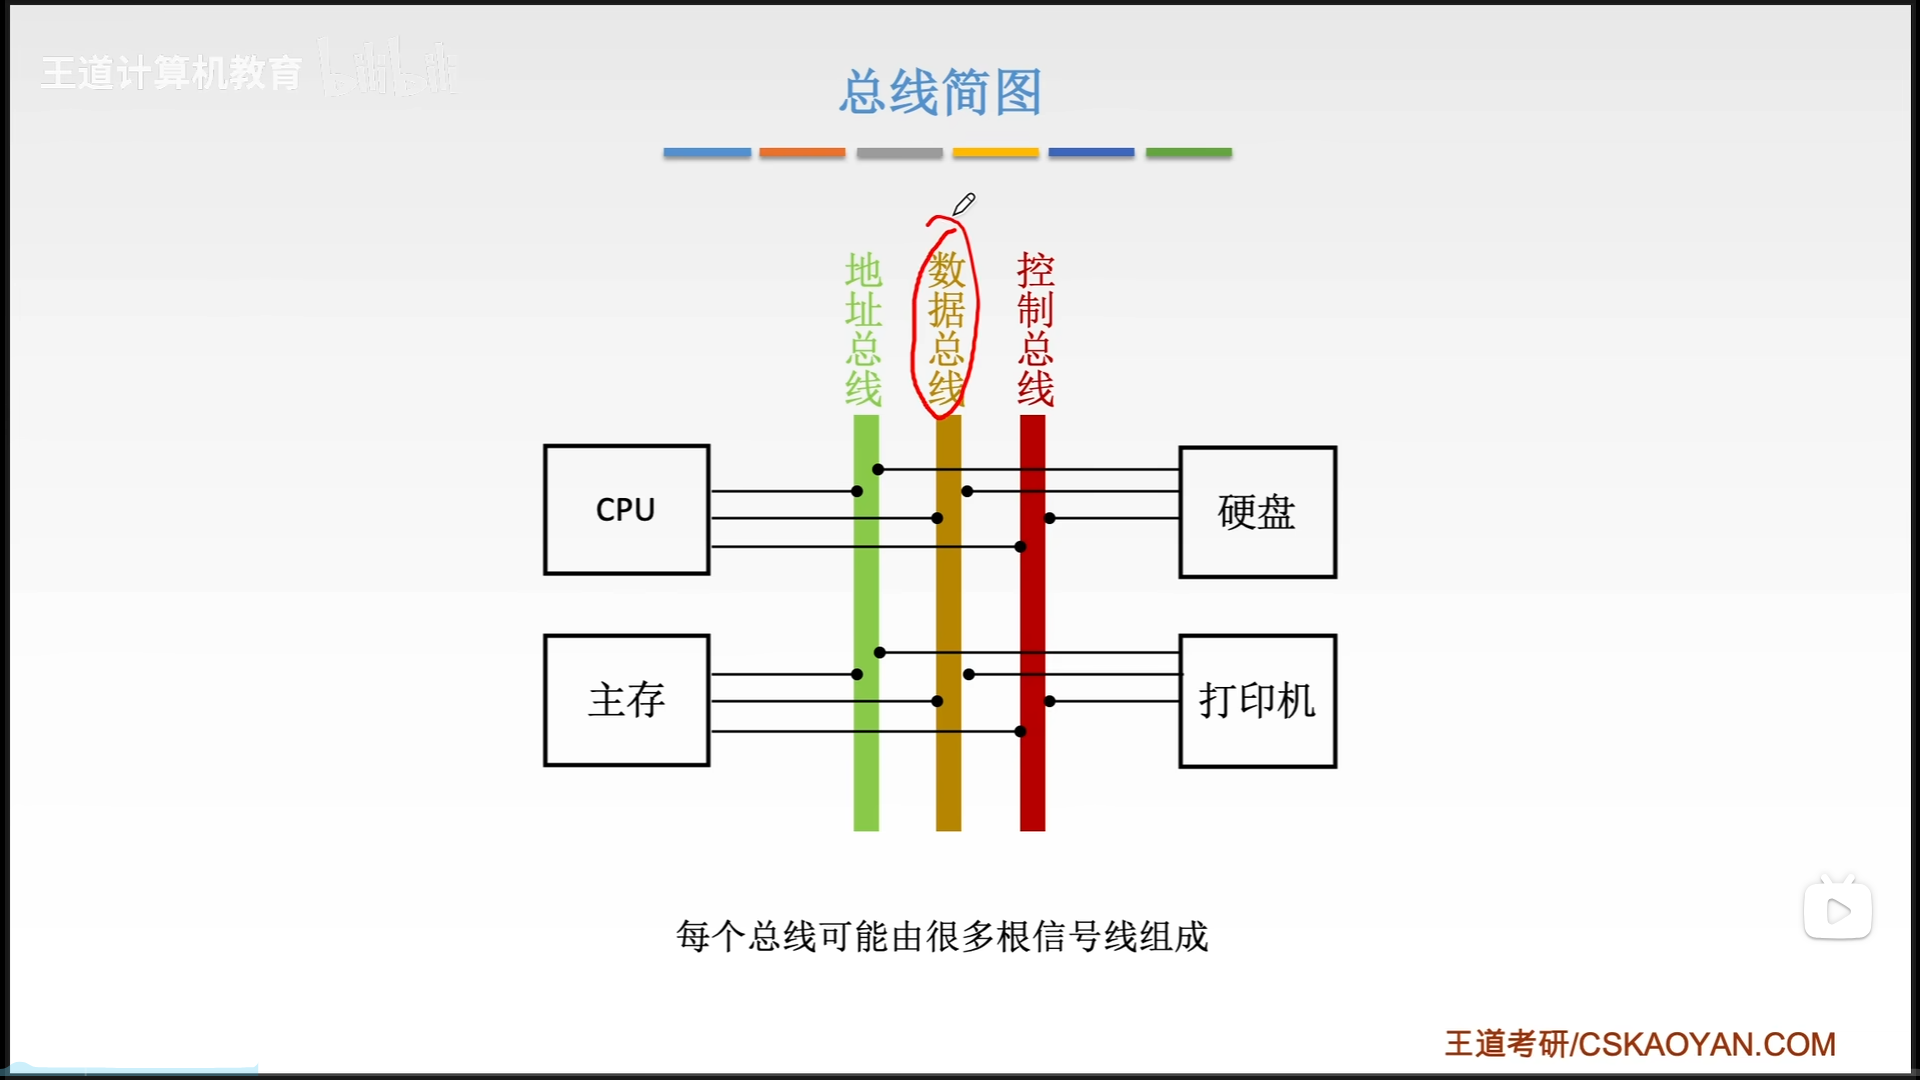 王道计算机教育 bilibili
总线简图
地址总线
数据总线
控制总线
CPU
硬盘
主存
打印机
每个总线可能由很多根信号线组成
王道考研/CSKAOYAN.COM